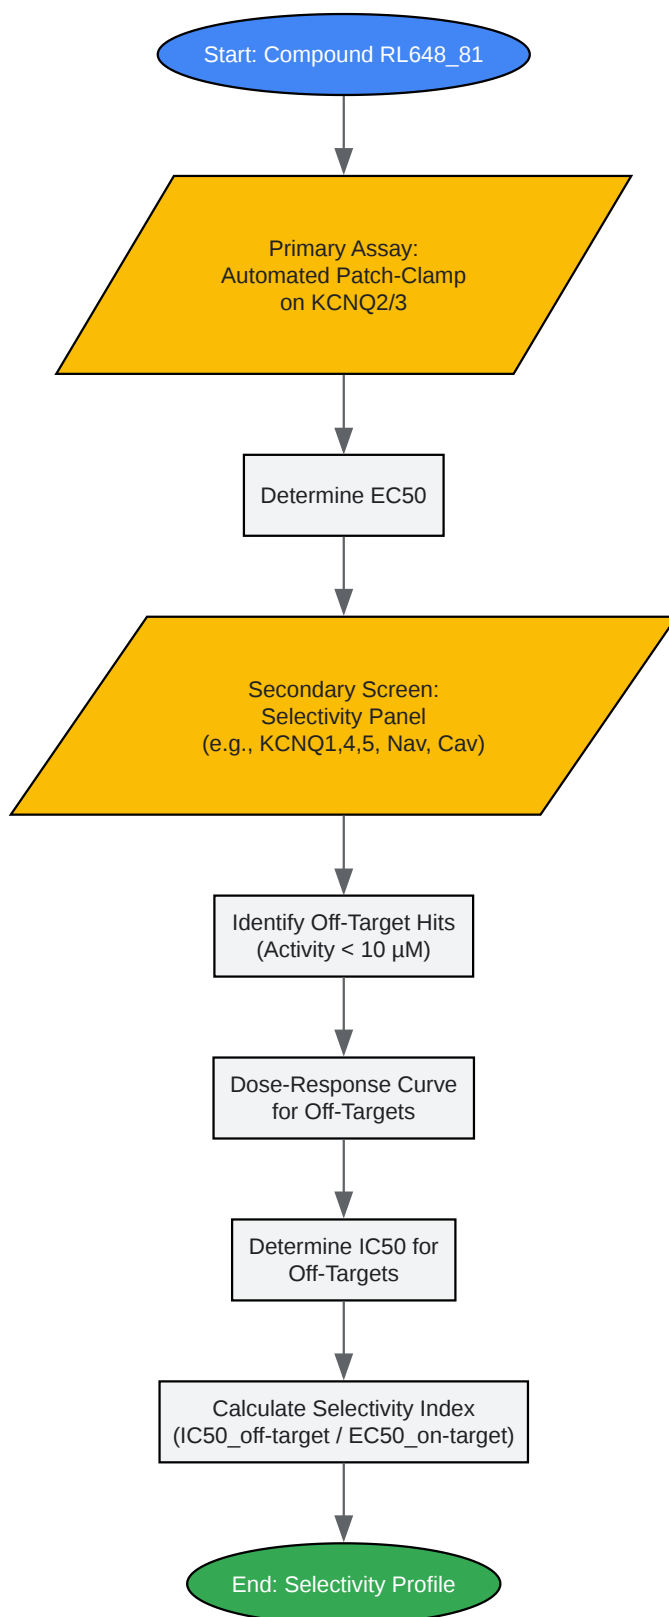 Start: Compound RL648_81
Primary Assay:
Automated Patch-Clamp
on KCNQ2/3
Determine EC50
Secondary Screen:
Selectivity Panel
(e.g., KCNQ1,4,5, Nav, Cav)
Identify Off-Target Hits
(Activity < 10 µM)
Dose-Response Curve
for Off-Targets
Determine IC50 for
Off-Targets
Calculate Selectivity Index
(IC50_off-target / EC50_on-target)
End: Selectivity Profile